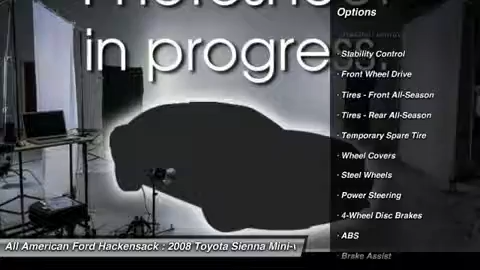 Photoshoot
in progress.
Options
· Stability Control
· Front Wheel Drive
· Tires - Front All-Season
· Tires - Rear All-Season
· Temporary Spare Tire
· Wheel Covers
· Steel Wheels
· Power Steering
· 4-Wheel Disc Brakes
· ABS
· Brake Assist
All American Ford Hackensack : 2008 Toyota Sienna Mini-v